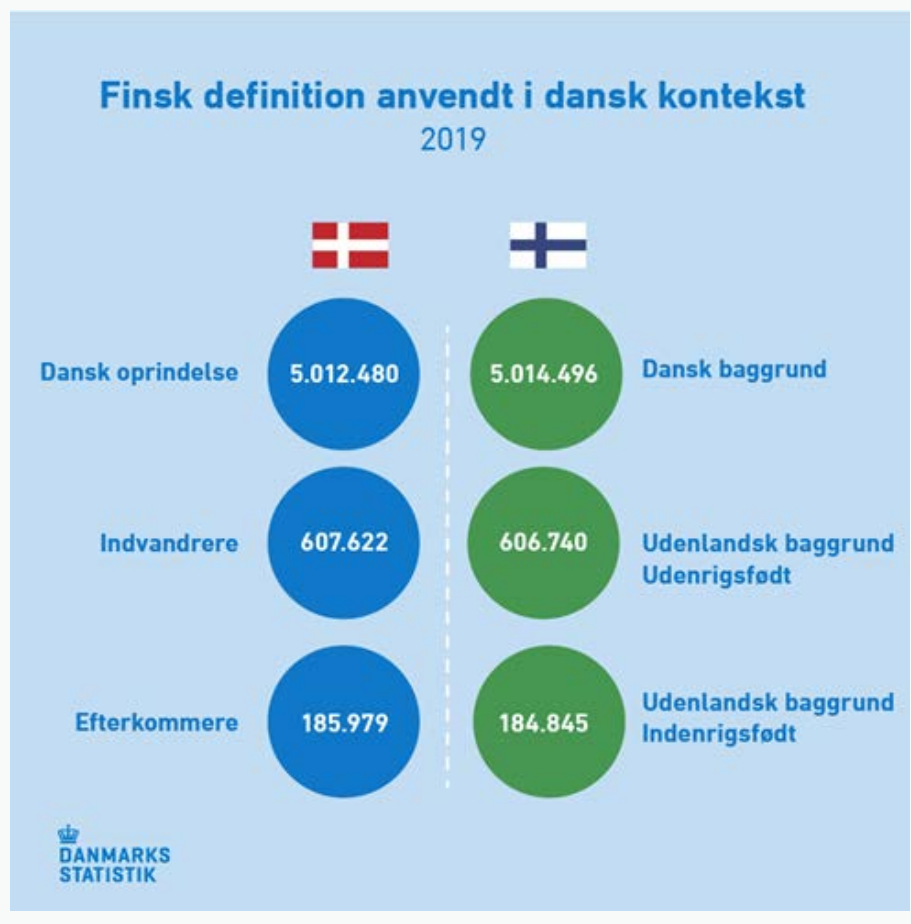 Finsk definition anvendt i dansk kontekst
2019
Dansk oprindelse
5.012.480
5.014.496
Dansk baggrund
Indvandrere
607.622
606.740
Udenlandsk baggrund
Udenrigsfødt
Efterkommere
185.979
184.845
Udenlandsk baggrund
Indenrigsfødt
DANMARKS
STATISTIK